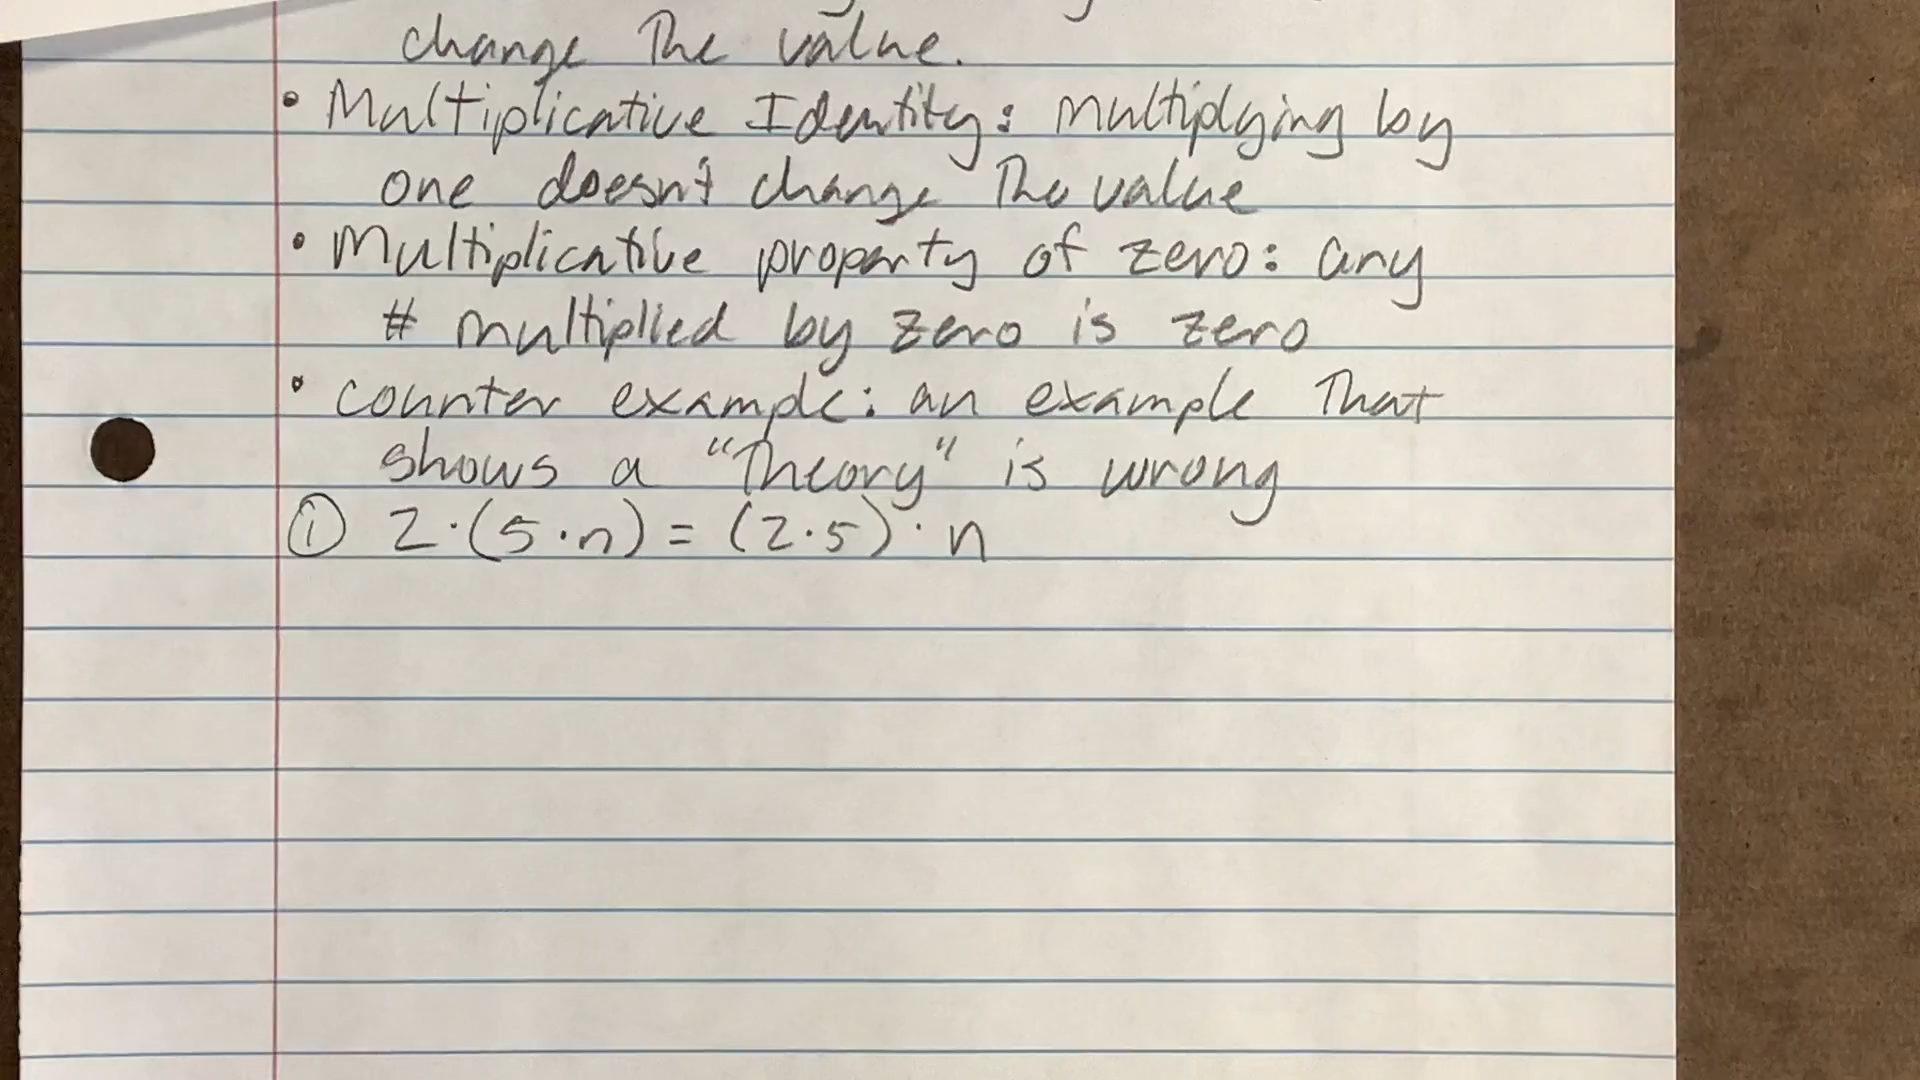 change The value.
• Multiplicative Identity: Multiplying by
one doesn't change The value
• Multiplicative property of zero: any
# multiplied by zero is zero
• counter example: an example That
shows a "Theory" is wrong
① 2·(5·n) = (2·5)·n